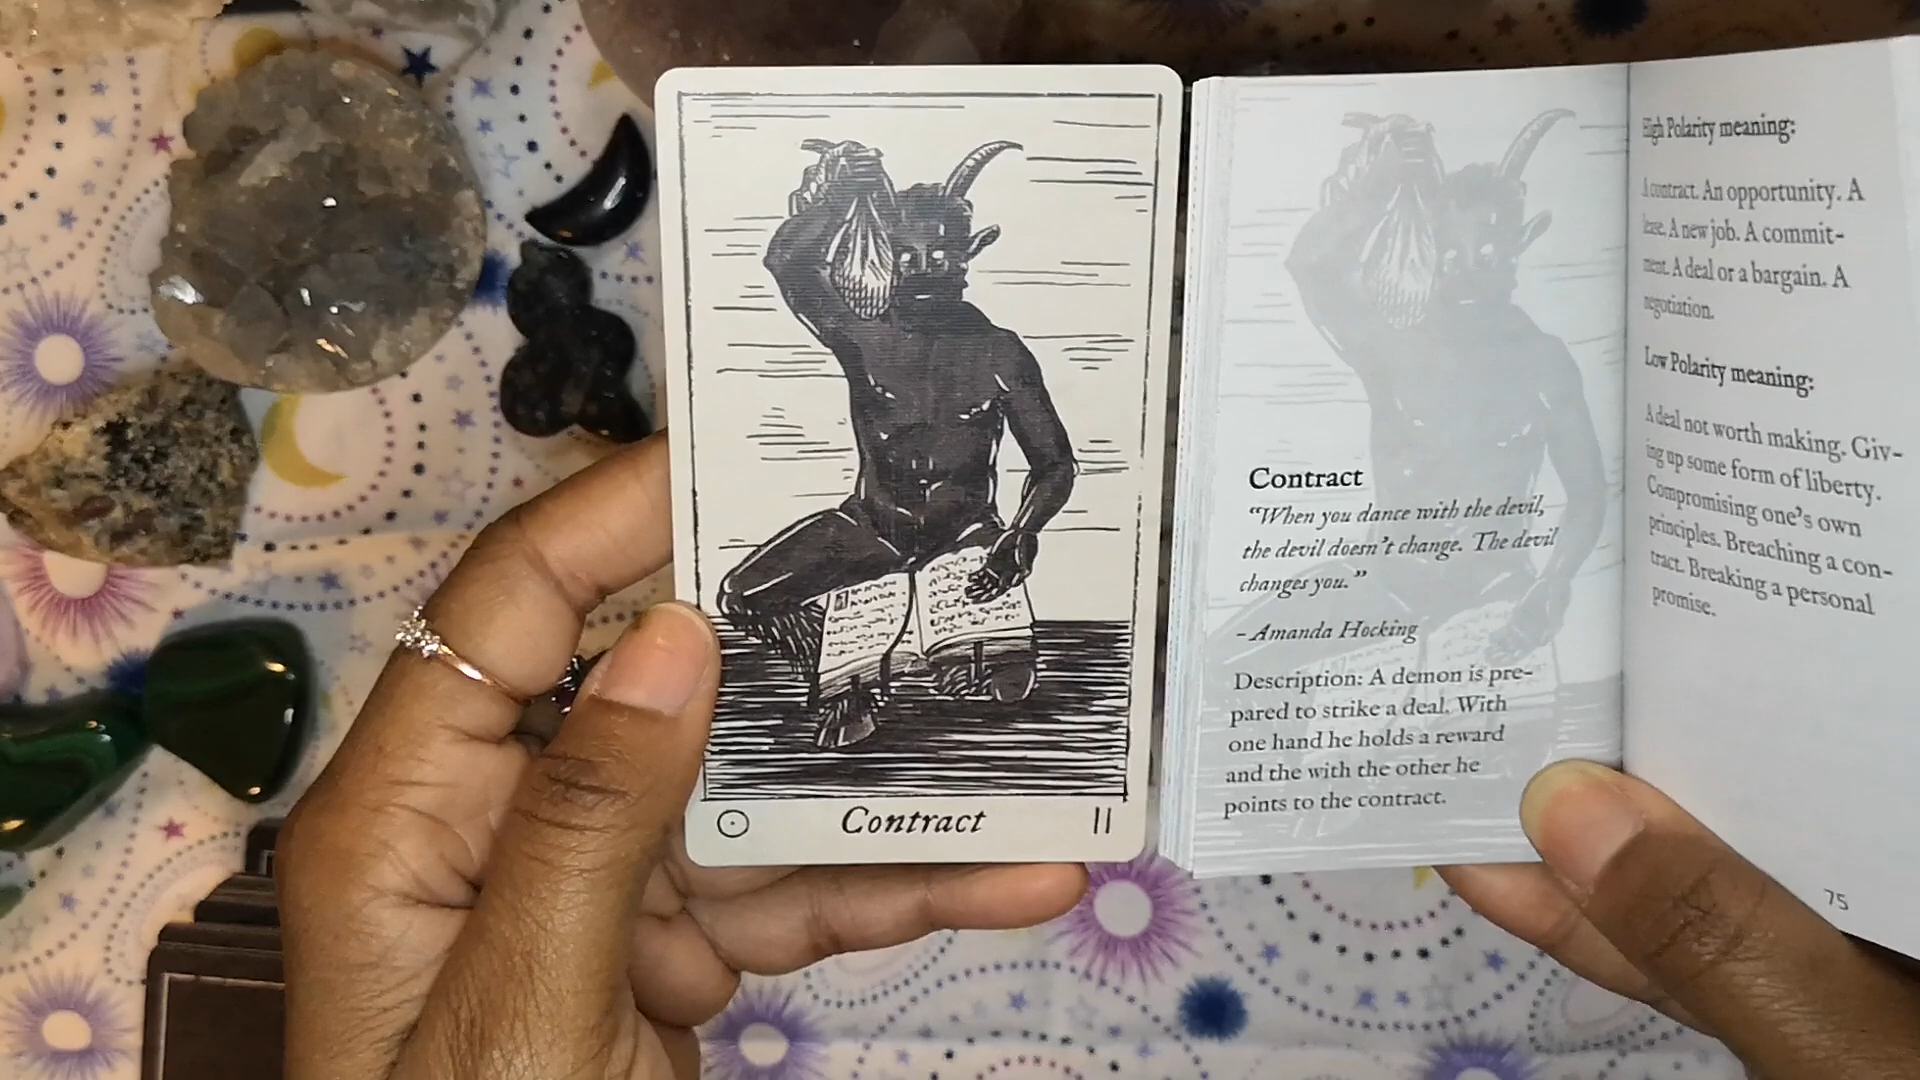 Contract
II
Contract
“When you dance with the devil,
the devil doesn’t change. The devil
changes you.”
– Amanda Hocking
Description: A demon is pre-
pared to strike a deal. With
one hand he holds a reward
and the with the other he
points to the contract.
High Polarity meaning:
A contract. An opportunity. A
lease. A new job. A commit-
ment. A deal or a bargain. A
negotiation.
Low Polarity meaning:
A deal not worth making. Giv-
ing up some form of liberty.
Compromising one’s own
principles. Breaching a con-
tract. Breaking a personal
promise.
75